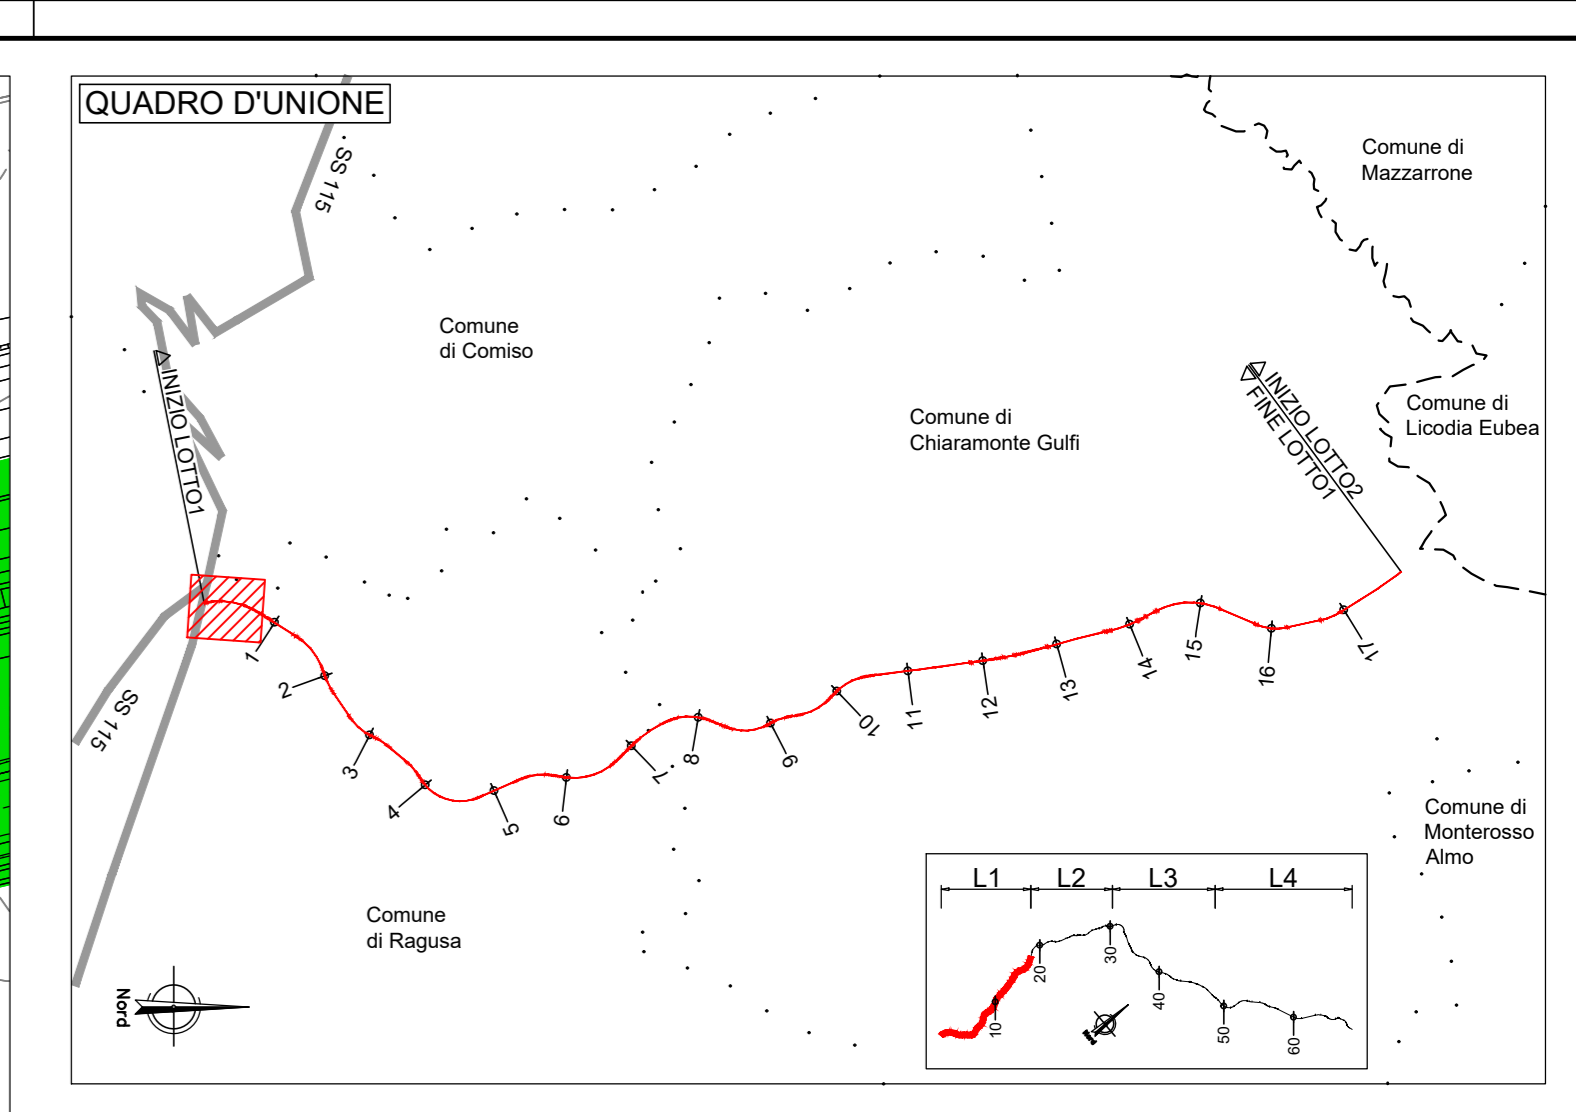 QUADRO D'UNIONE
SS 115
Comune di
Mazzarrone
Comune
di Comiso
INIZIO LOTTO1
Comune di
Chiaramonte Gulfi
INIZIO LOTTO2
FINE LOTTO1
Comune di
Licodia Eubea
SS 115
1
2
3
4
5
6
7
8
9
10
11
12
13
14
15
16
17
Comune di
Monterosso
Almo
Comune
di Ragusa
Nord
L1 L2 L3 L4
10
20
30
40
50
60